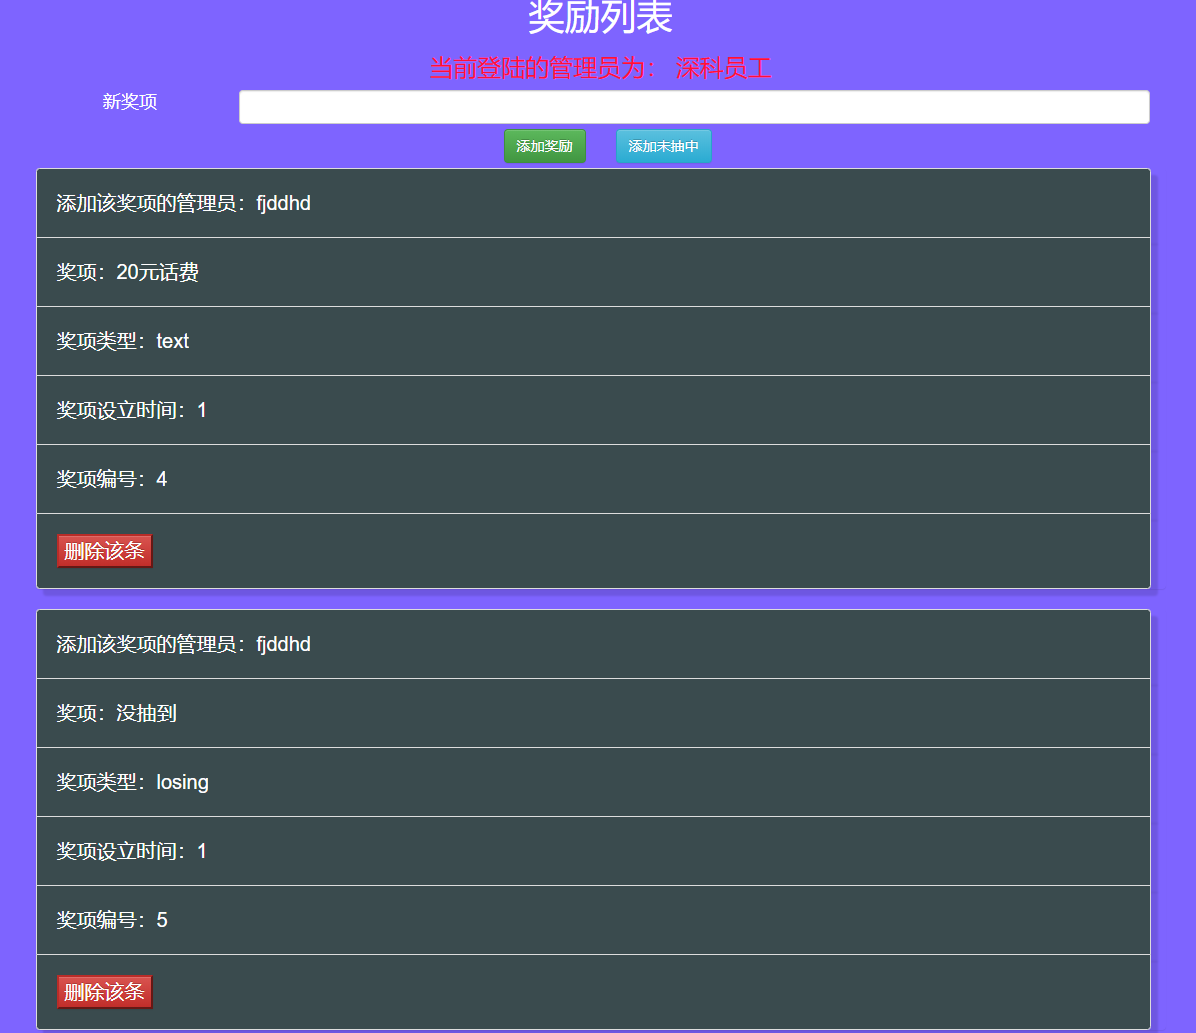 奖励列表
当前登陆的管理员为： 深科员工
新奖项
添加奖励 添加未抽中
添加该奖项的管理员：fjddhd
奖项：20元话费
奖项类型：text
奖项设立时间：1
奖项编号：4
删除该条
添加该奖项的管理员：fjddhd
奖项：没抽到
奖项类型：losing
奖项设立时间：1
奖项编号：5
删除该条